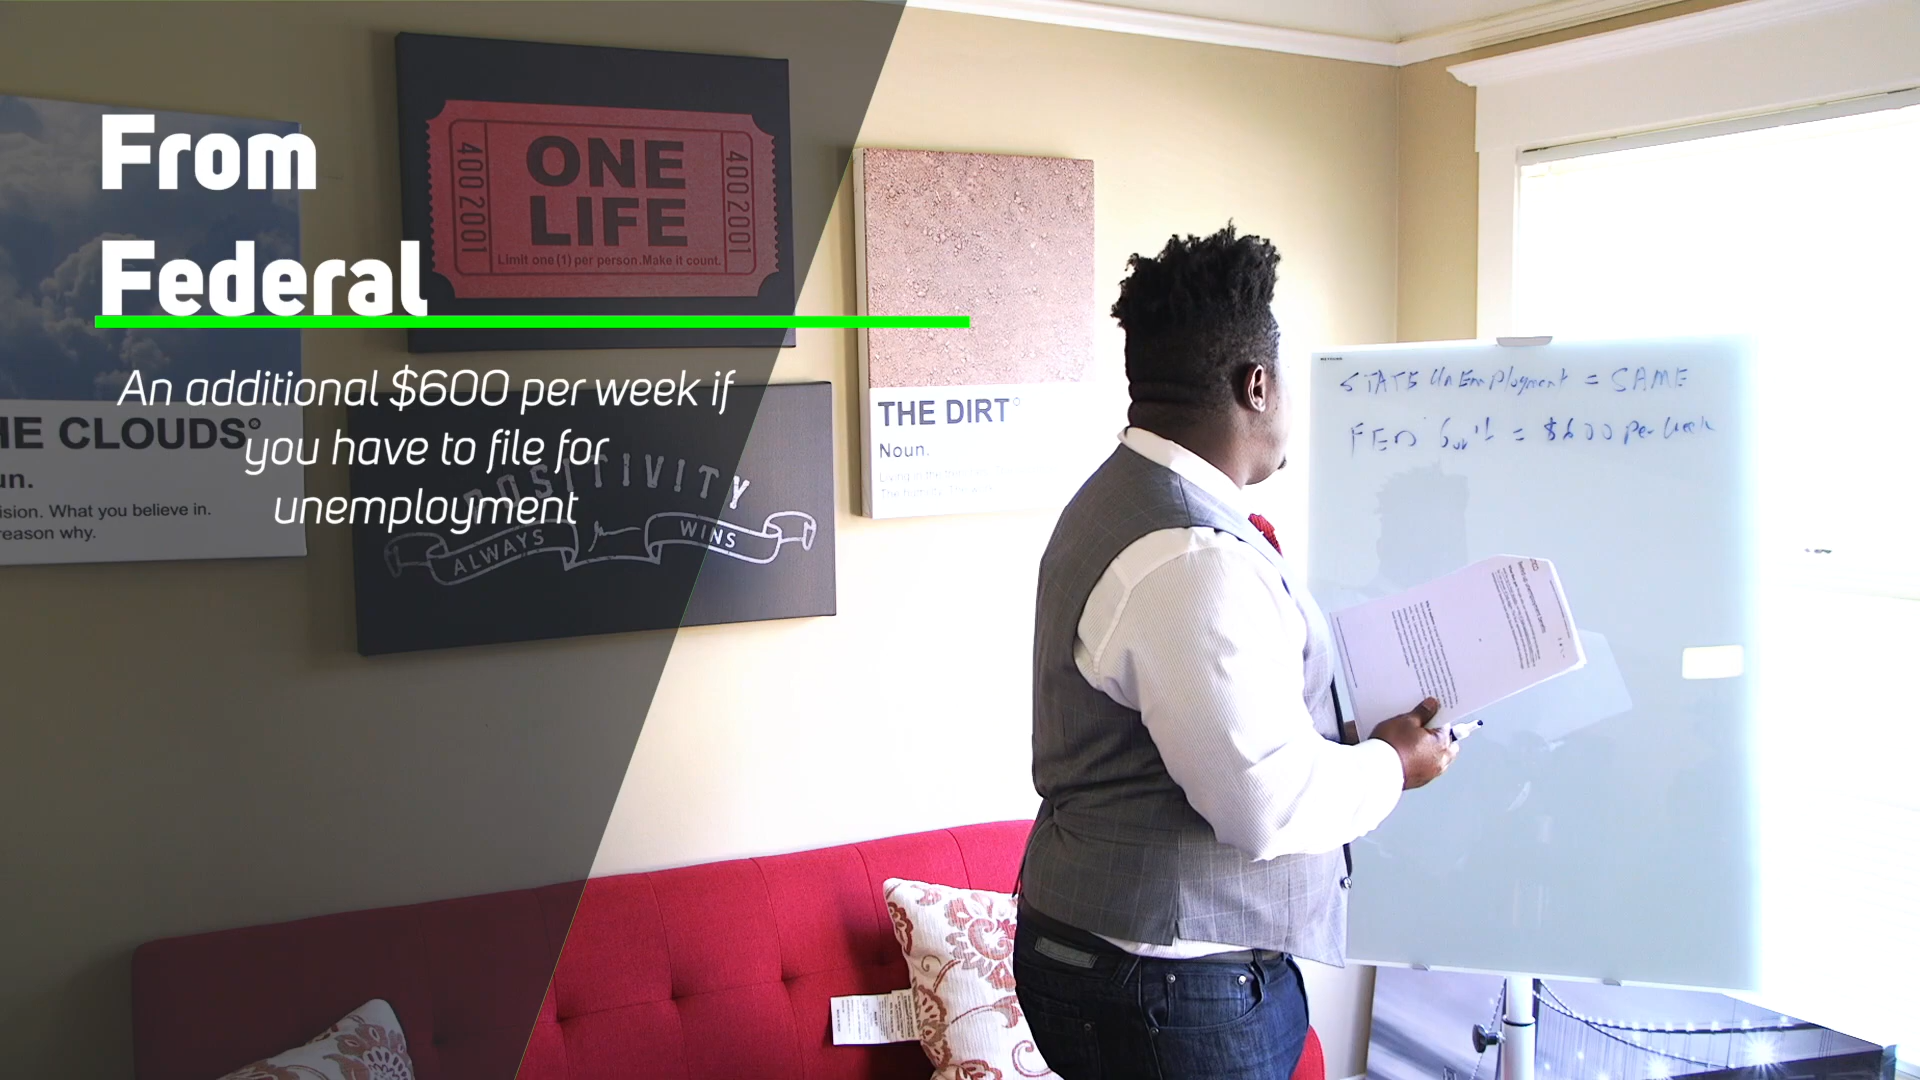 From
Federal
An additional $600 per week if
you have to file for
unemployment
400 2001
ONE
LIFE
Limit one (1) per person. Make it count.
400 2001
HE CLOUDS°
un.
ision. What you believe in.
reason why.
POSITIVITY
ALWAYS
WINS
THE DIRT°
Noun.
STATE UnEmployment = SAME
FED Gov't = $600 per week